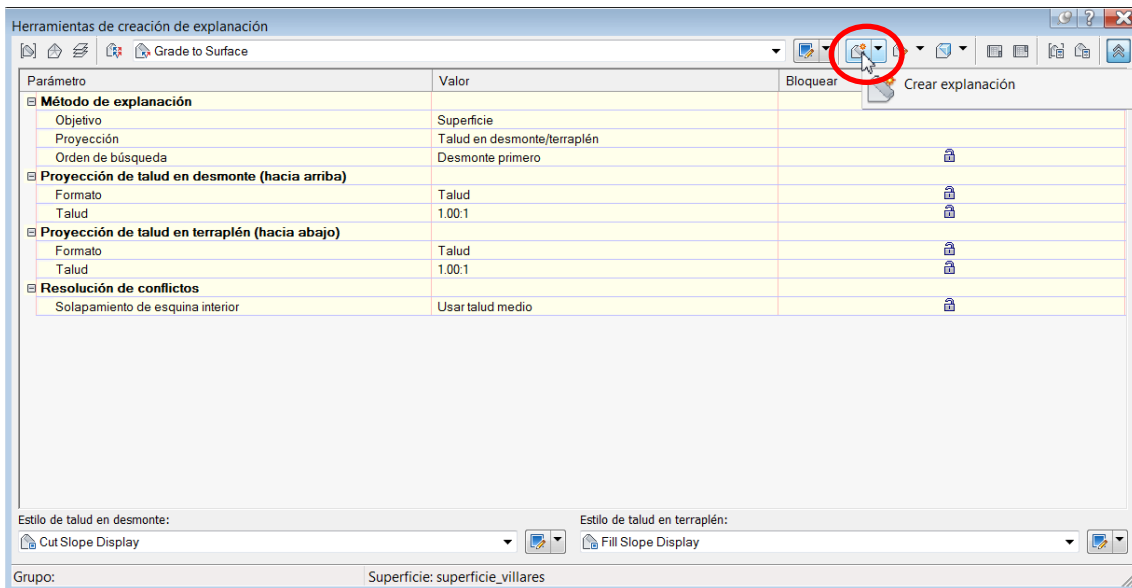 Herramientas de creación de explanación
Grade to Surface
Parámetro Valor Bloquear
Crear explanación
Método de explanación
Objetivo Superficie
Proyección Talud en desmonte/terraplén
Orden de búsqueda Desmonte primero
Proyección de talud en desmonte (hacia arriba)
Formato Talud
Talud 1.00:1
Proyección de talud en terraplén (hacia abajo)
Formato Talud
Talud 1.00:1
Resolución de conflictos
Solapamiento de esquina interior Usar talud medio
Estilo de talud en desmonte: Estilo de talud en terraplén:
Cut Slope Display Fill Slope Display
Grupo: Superficie: superficie_villares